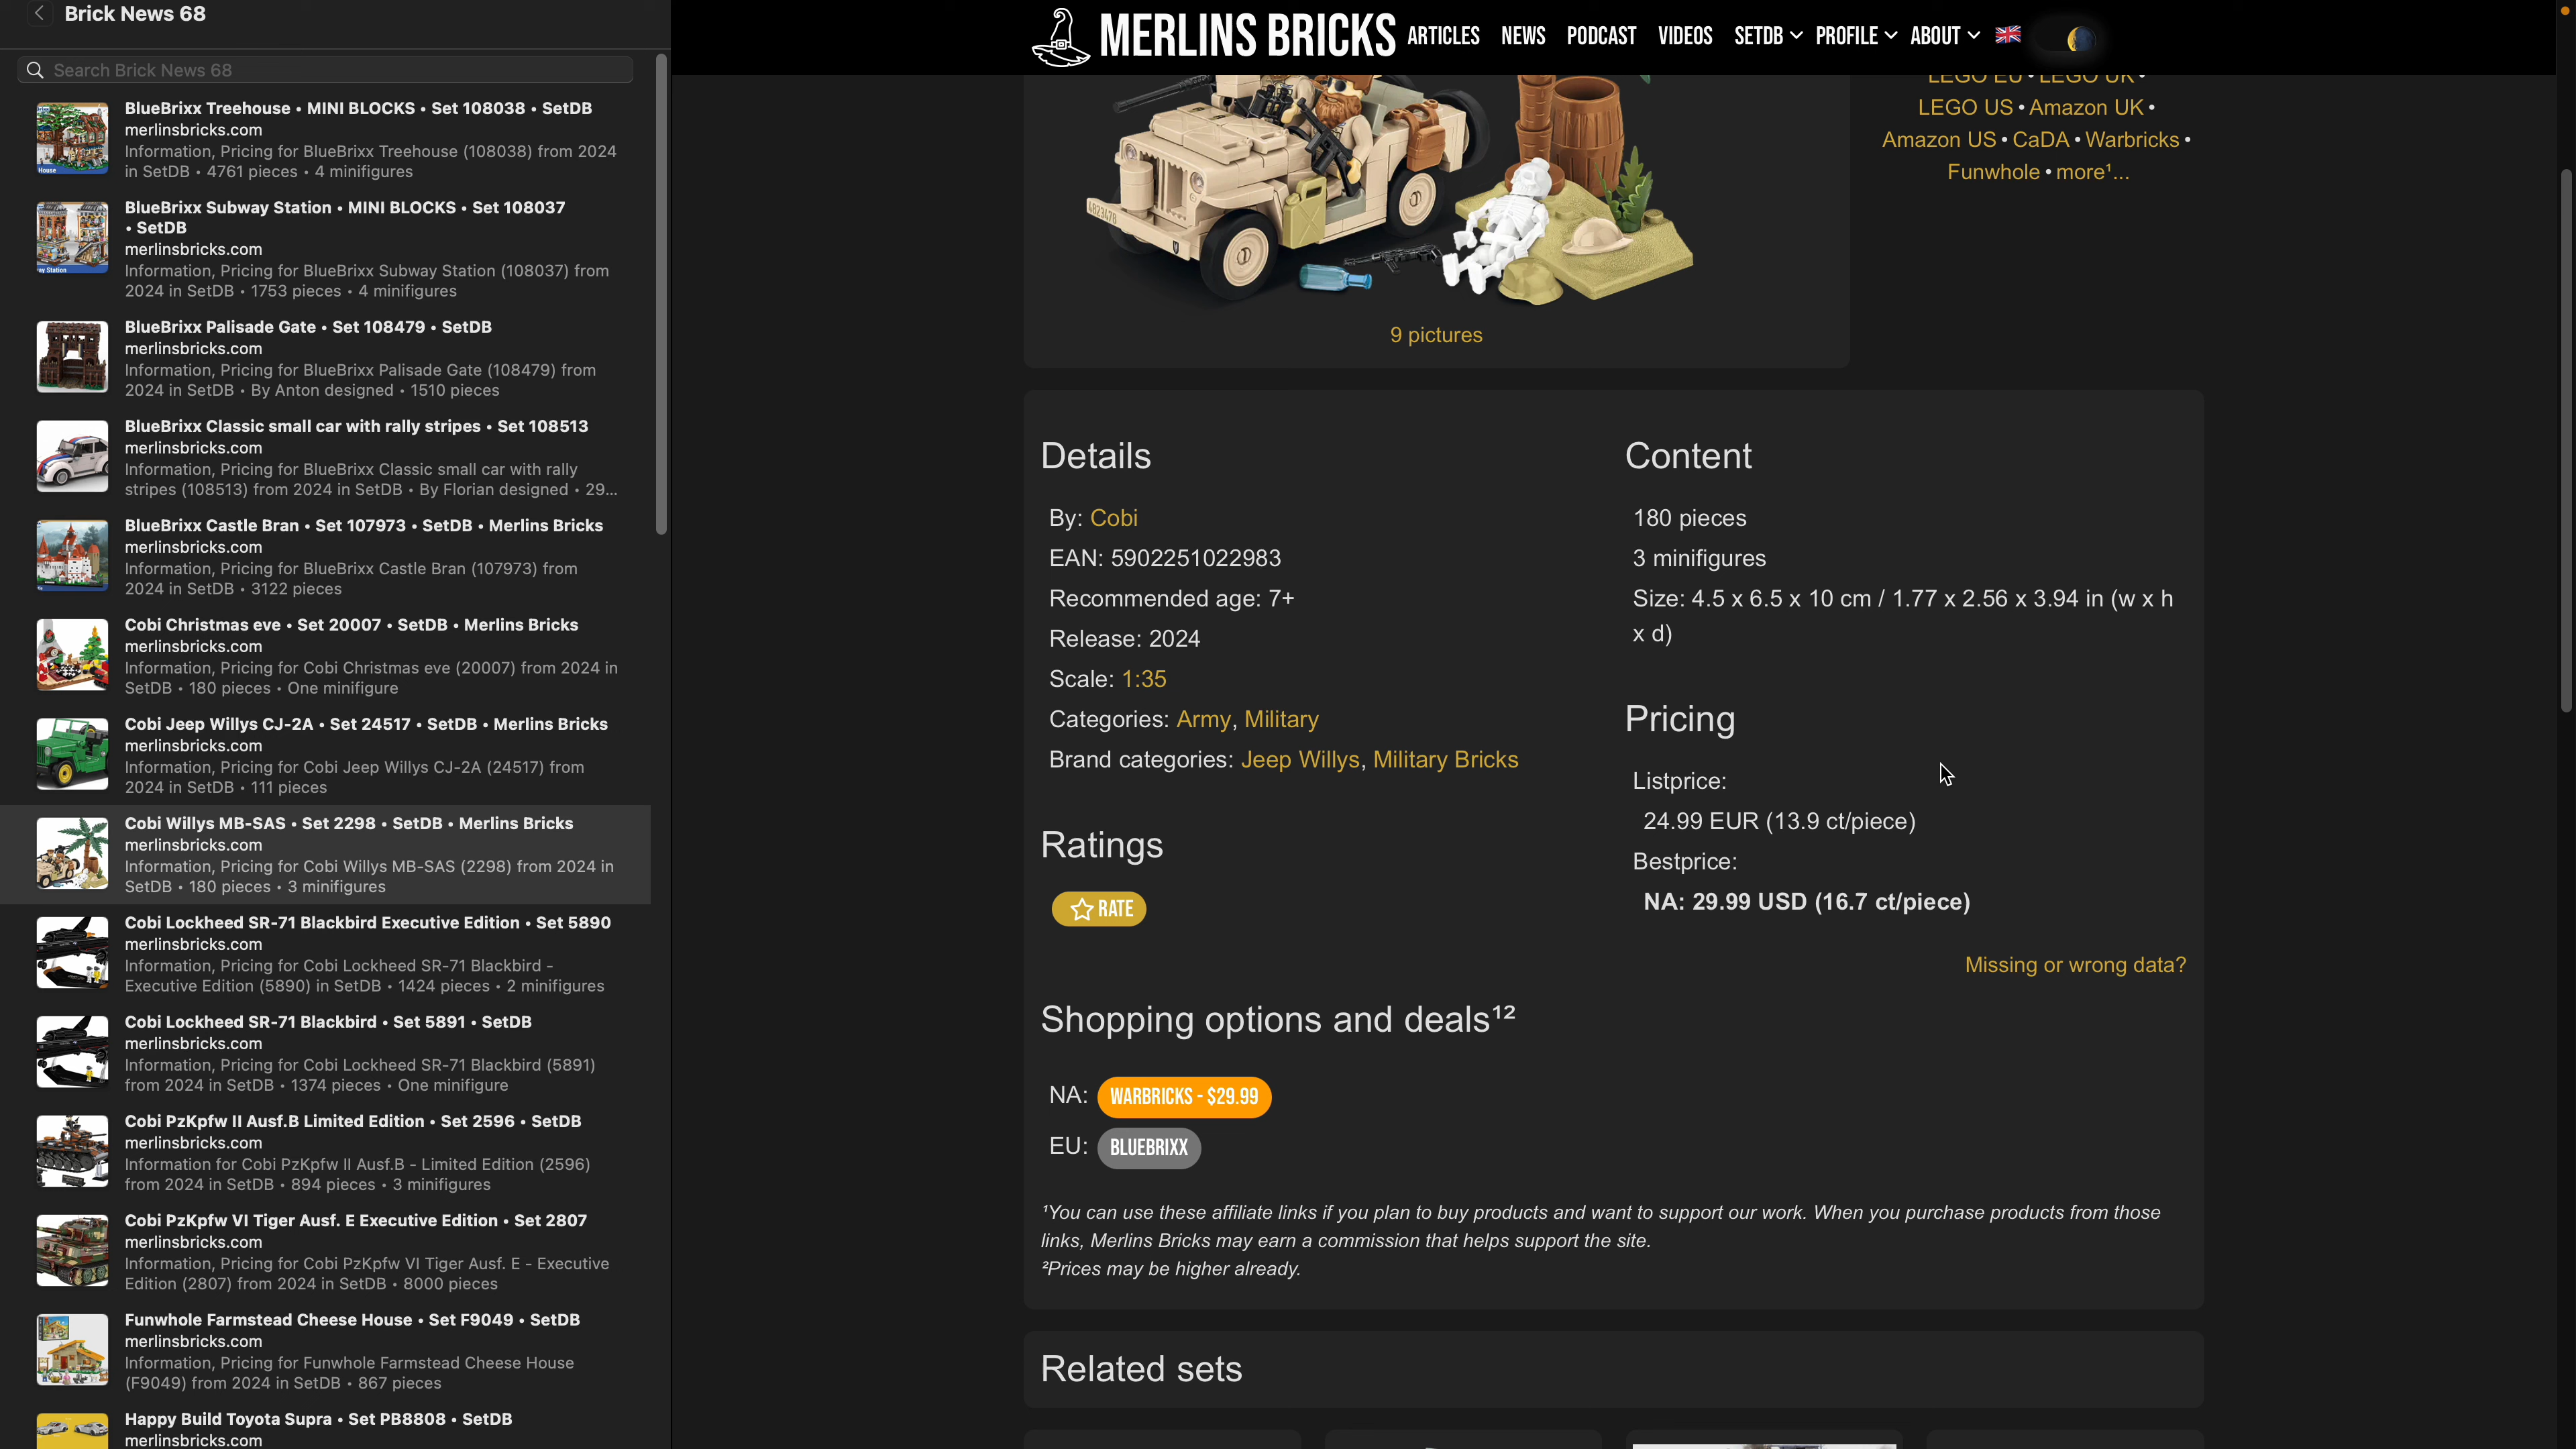 Brick News 68
Search Brick News 68
BlueBrixx Treehouse • MINI BLOCKS • Set 108038 • SetDB
merlinsbricks.com
Information, Pricing for BlueBrixx Treehouse (108038) from 2024
in SetDB • 4761 pieces • 4 minifigures
BlueBrixx Subway Station • MINI BLOCKS • Set 108037
• SetDB
merlinsbricks.com
Information, Pricing for BlueBrixx Subway Station (108037) from
2024 in SetDB • 1753 pieces • 4 minifigures
BlueBrixx Palisade Gate • Set 108479 • SetDB
merlinsbricks.com
Information, Pricing for BlueBrixx Palisade Gate (108479) from
2024 in SetDB • By Anton designed • 1510 pieces
BlueBrixx Classic small car with rally stripes • Set 108513
merlinsbricks.com
Information, Pricing for BlueBrixx Classic small car with rally
stripes (108513) from 2024 in SetDB • By Florian designed • 29...
BlueBrixx Castle Bran • Set 107973 • SetDB • Merlins Bricks
merlinsbricks.com
Information, Pricing for BlueBrixx Castle Bran (107973) from
2024 in SetDB • 3122 pieces
Cobi Christmas eve • Set 20007 • SetDB • Merlins Bricks
merlinsbricks.com
Information, Pricing for Cobi Christmas eve (20007) from 2024 in
SetDB • 180 pieces • One minifigure
Cobi Jeep Willys CJ-2A • Set 24517 • SetDB • Merlins Bricks
merlinsbricks.com
Information, Pricing for Cobi Jeep Willys CJ-2A (24517) from
2024 in SetDB • 111 pieces
Cobi Willys MB-SAS • Set 2298 • SetDB • Merlins Bricks
merlinsbricks.com
Information, Pricing for Cobi Willys MB-SAS (2298) from 2024 in
SetDB • 180 pieces • 3 minifigures
Cobi Lockheed SR-71 Blackbird Executive Edition • Set 5890
merlinsbricks.com
Information, Pricing for Cobi Lockheed SR-71 Blackbird -
Executive Edition (5890) in SetDB • 1424 pieces • 2 minifigures
Cobi Lockheed SR-71 Blackbird • Set 5891 • SetDB
merlinsbricks.com
Information, Pricing for Cobi Lockheed SR-71 Blackbird (5891)
from 2024 in SetDB • 1374 pieces • One minifigure
Cobi PzKpfw II Ausf.B Limited Edition • Set 2596 • SetDB
merlinsbricks.com
Information for Cobi PzKpfw II Ausf.B - Limited Edition (2596)
from 2024 in SetDB • 894 pieces • 3 minifigures
Cobi PzKpfw VI Tiger Ausf. E Executive Edition • Set 2807
merlinsbricks.com
Information, Pricing for Cobi PzKpfw VI Tiger Ausf. E - Executive
Edition (2807) from 2024 in SetDB • 8000 pieces
Funwhole Farmstead Cheese House • Set F9049 • SetDB
merlinsbricks.com
Information, Pricing for Funwhole Farmstead Cheese House
(F9049) from 2024 in SetDB • 867 pieces
Happy Build Toyota Supra • Set PB8808 • SetDB
merlinsbricks.com
MERLINS BRICKS ARTICLES NEWS PODCAST VIDEOS SETDB PROFILE ABOUT
LEGO EU • LEGO UK •
LEGO US • Amazon UK •
Amazon US • CaDA • Warbricks •
Funwhole • more¹...
4823478
9 pictures
Details
By: Cobi
EAN: 5902251022983
Recommended age: 7+
Release: 2024
Scale: 1:35
Categories: Army, Military
Brand categories: Jeep Willys, Military Bricks
Ratings
RATE
Content
180 pieces
3 minifigures
Size: 4.5 x 6.5 x 10 cm / 1.77 x 2.56 x 3.94 in (w x h
x d)
Pricing
Listprice:
24.99 EUR (13.9 ct/piece)
Bestprice:
NA: 29.99 USD (16.7 ct/piece)
Missing or wrong data?
Shopping options and deals¹²
NA: WARBRICKS - $29.99
EU: BLUEBRIXX
¹You can use these affiliate links if you plan to buy products and want to support our work. When you purchase products from those
links, Merlins Bricks may earn a commission that helps support the site.
²Prices may be higher already.
Related sets